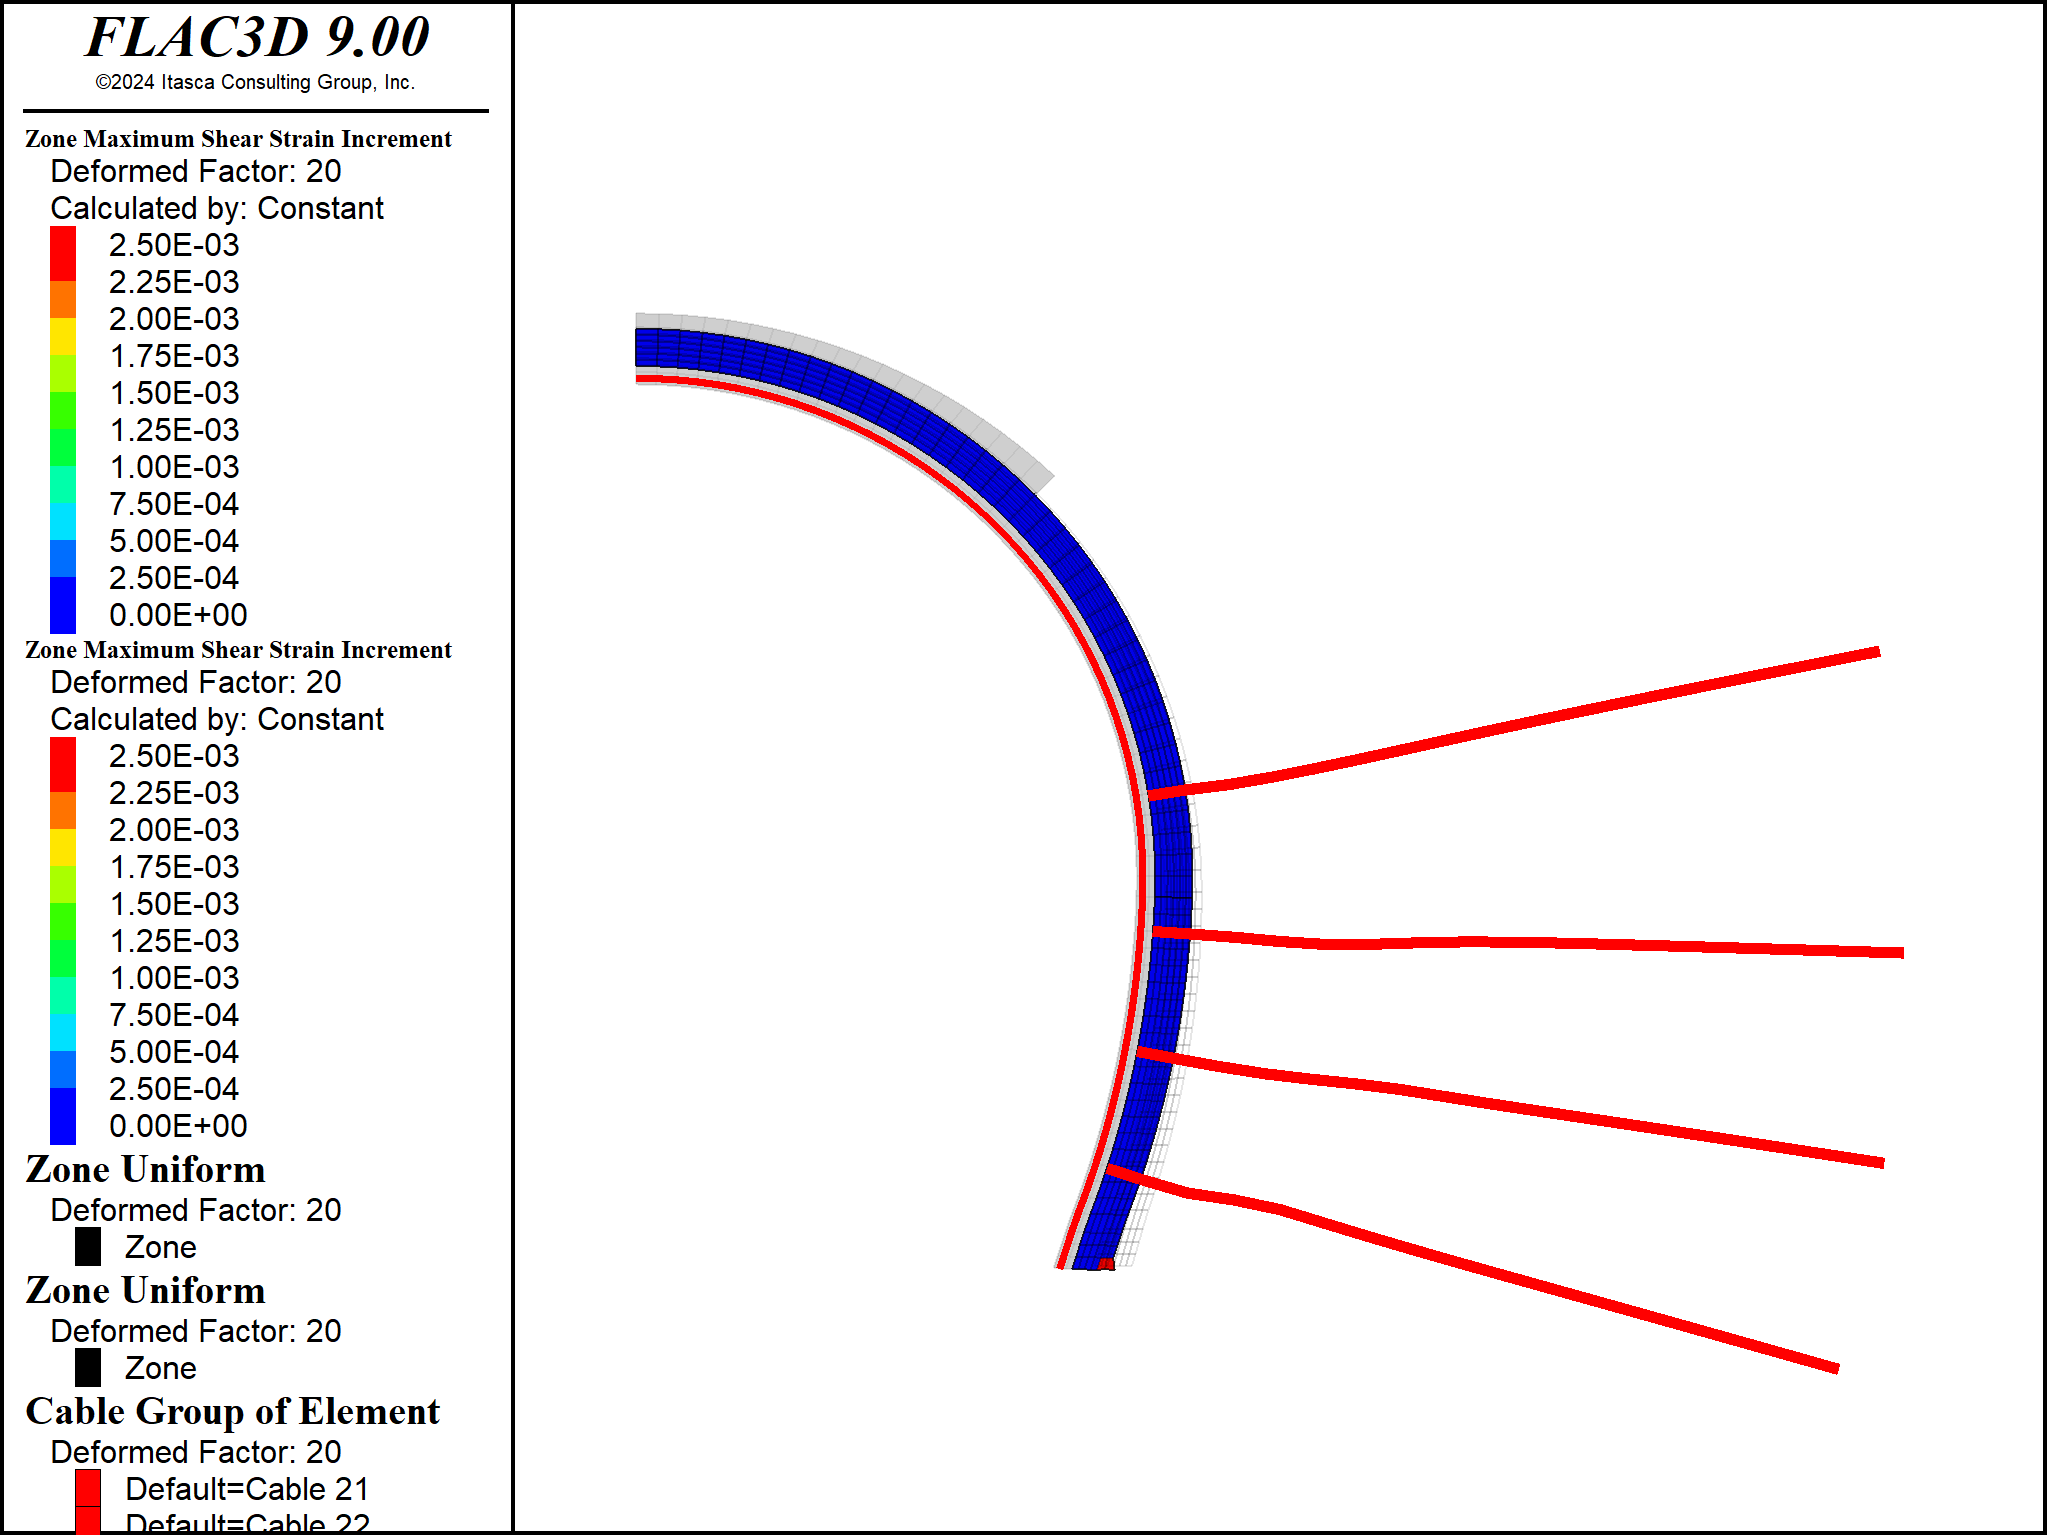 FLAC3D 9.00
©2024 Itasca Consulting Group, Inc.
Zone Maximum Shear Strain Increment
Deformed Factor: 20
Calculated by: Constant
2.50E-03
2.25E-03
2.00E-03
1.75E-03
1.50E-03
1.25E-03
1.00E-03
7.50E-04
5.00E-04
2.50E-04
0.00E+00
Zone Maximum Shear Strain Increment
Deformed Factor: 20
Calculated by: Constant
2.50E-03
2.25E-03
2.00E-03
1.75E-03
1.50E-03
1.25E-03
1.00E-03
7.50E-04
5.00E-04
2.50E-04
0.00E+00
Zone Uniform
Deformed Factor: 20
Zone
Zone Uniform
Deformed Factor: 20
Zone
Cable Group of Element
Deformed Factor: 20
Default=Cable 21
Default=Cable 22